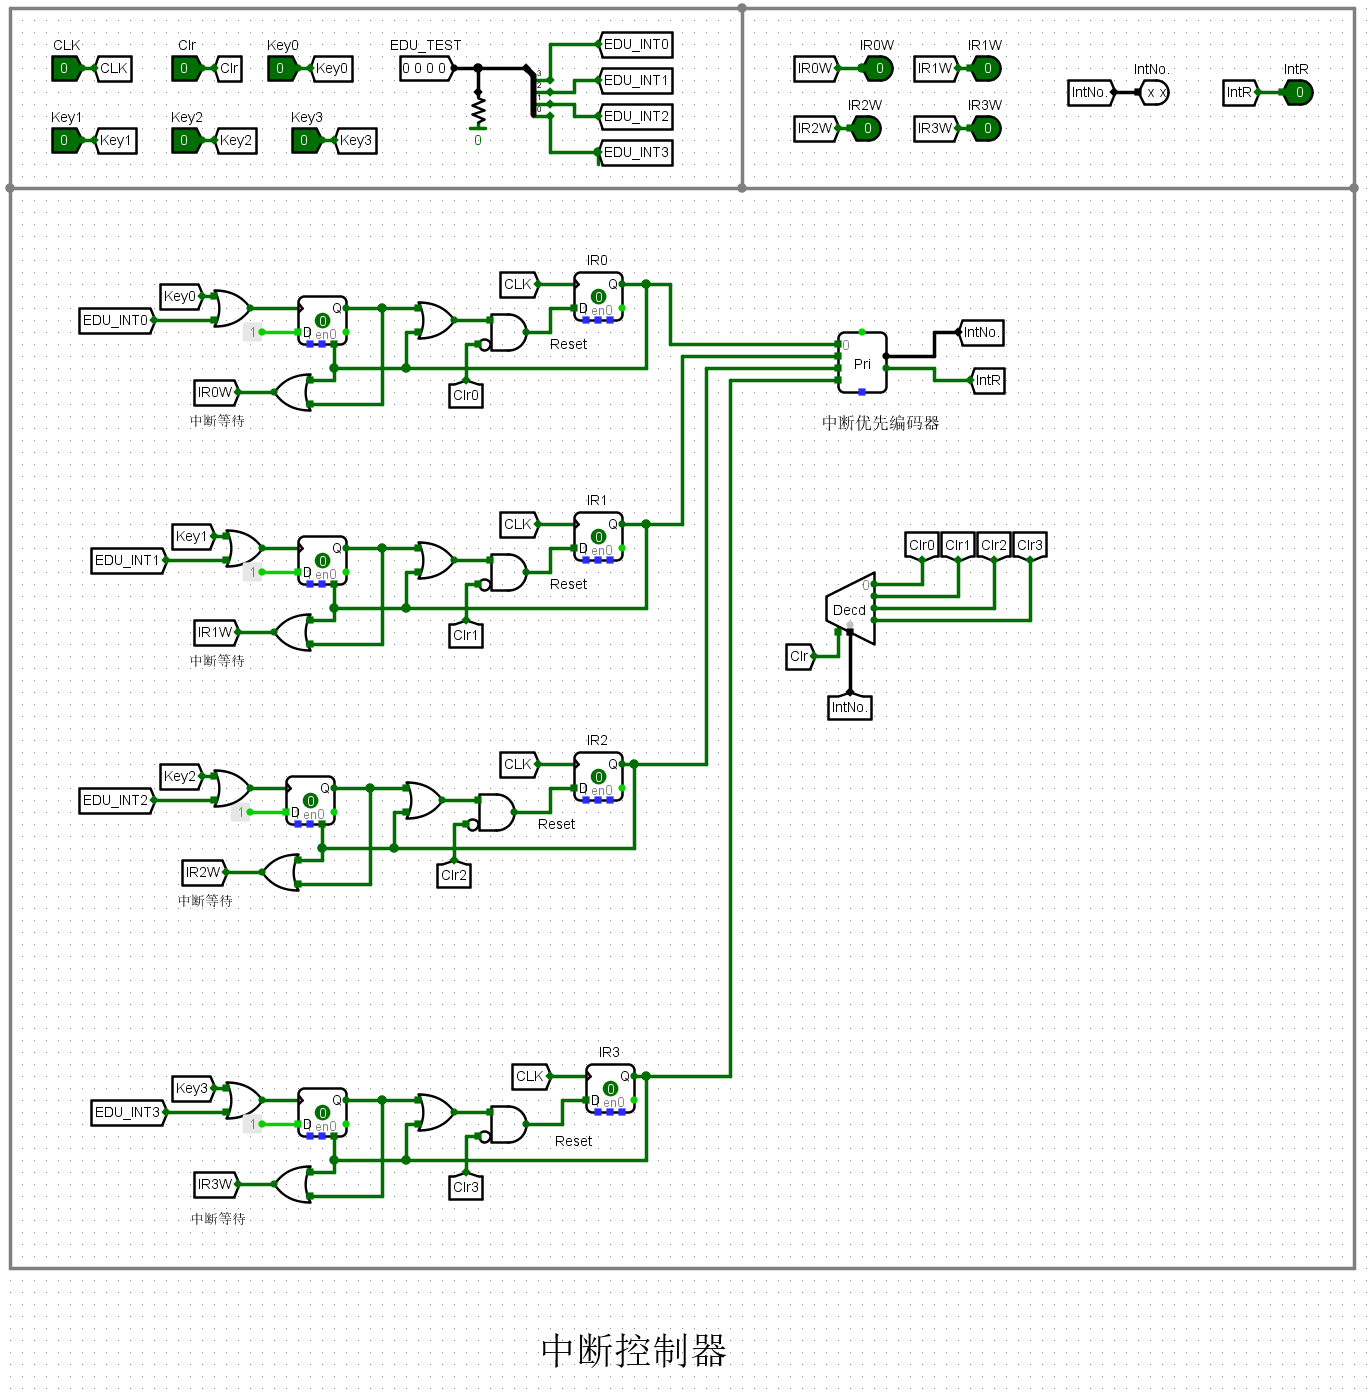 CLK Clr Key0 EDU_TEST IR0W IR1W IntNo. IntR
0 CLK 0 Clr 0 Key0 0 0 0 0 EDU_INT0 IR0W 0 IR1W 0 IntNo. x x IntR 0
3
2 EDU_INT1
1 EDU_INT2
0
IR2W IR3W
Key1 Key2 Key3
0 Key1 0 Key2 0 Key3 0 EDU_INT3 IR2W 0 IR3W 0
IR0
CLK Q
Key0 0
EDU_INT0 Q D en0
1 0 D en0 Reset
IR0W Clr0
中断等待
0 Pri IntNo.
IntR
中断优先编码器
IR1
CLK Q
Key1 0
EDU_INT1 Q D en0
1 0 D en0 Reset
IR1W Clr1
中断等待
Clr0 Clr1 Clr2 Clr3
0
Decd
Clr
IntNo.
IR2
CLK Q
Key2 0
EDU_INT2 Q D en0
1 0 D en0 Reset
IR2W Clr2
中断等待
IR3
CLK Q
Key3 0
EDU_INT3 Q D en0
1 0 D en0 Reset
IR3W Clr3
中断等待
中断控制器